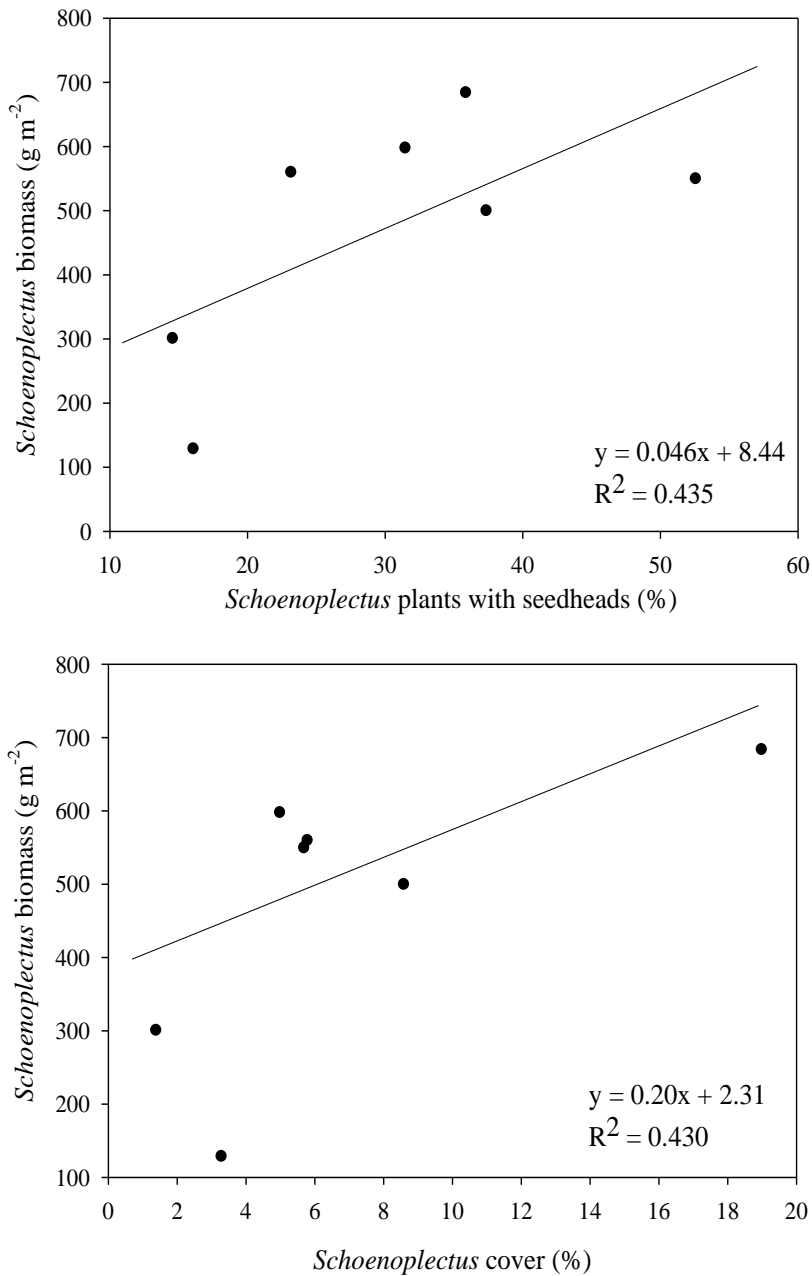 800
700
600
500
400
300
200
100
0
Schoenoplectus biomass (g m-2)
y = 0.046x + 8.44
R2 = 0.435
10 20 30 40 50 60
Schoenoplectus plants with seedheads (%)
800
700
600
500
400
300
200
100
Schoenoplectus biomass (g m-2)
y = 0.20x + 2.31
R2 = 0.430
0 2 4 6 8 10 12 14 16 18 20
Schoenoplectus cover (%)